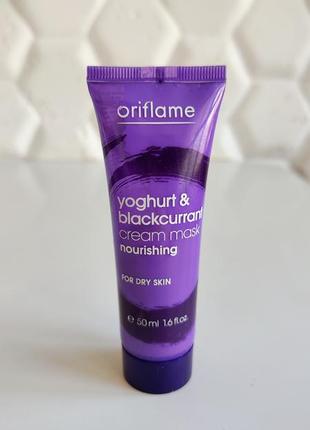 oriflame
yoghurt &
blackcurrant
cream mask
nourishing
FOR DRY SKIN
℮ 50 ml 1.6 fl.oz.